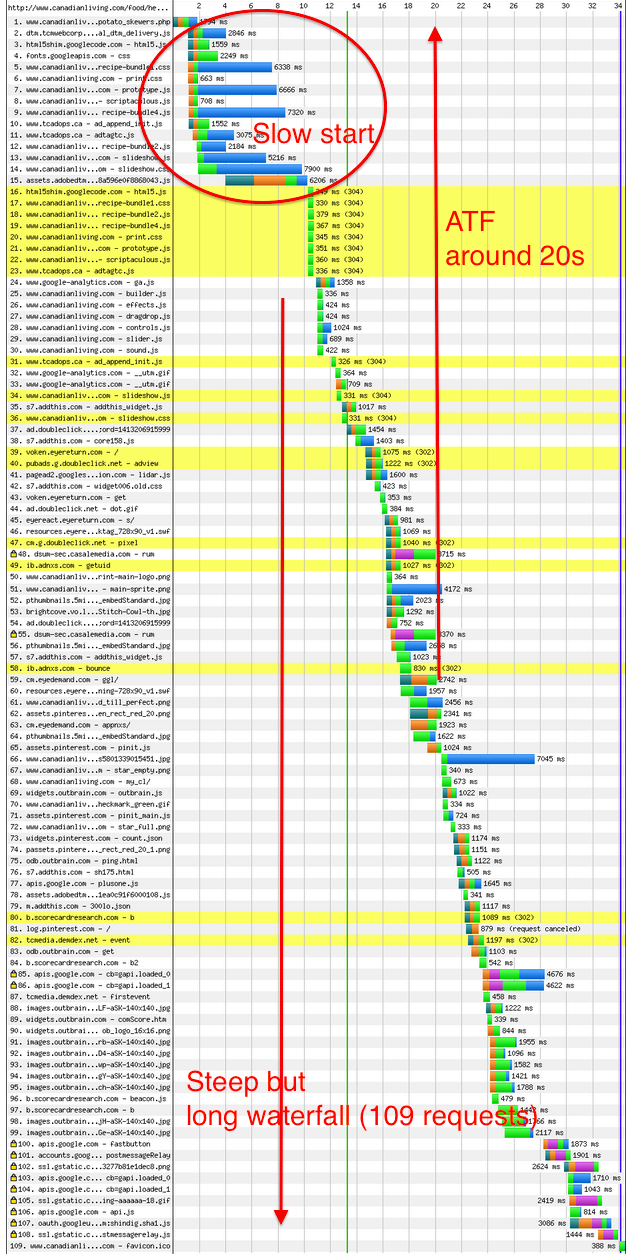 http://www.canadianliving.com/food/he...
2 4 6 8 10 12 14 16 18 20 22 24 26 28 30 32 34
1. www.canadianliv...potato_skewers.php
2. dtm.tcmwebcorp...al_dtm_delivery.js 2846 ms
3. html5shim.googlecode.com - html5.js 1559 ms
4. fonts.googleapis.com - css 2249 ms
5. www.canadianliv... recipe-bundle1.css 6338 ms
6. www.canadianliving.com - print.css 663 ms
7. www.canadianliv...com - prototype.js 6666 ms
8. www.canadianliv...- scriptaculous.js 708 ms
9. www.canadianliv... recipe-bundle4.js 7320 ms
10. www.tcadops.ca - ad_append_init.js 1552 ms
11. www.tcadops.ca - adtagtc.js 3075 ms
12. www.canadianliv... recipe-bundle2.js 2184 ms
13. www.canadianliv...com - slideshow.js 5216 ms
14. www.canadianliv...om - slideshow.css 7900 ms
15. assets.adobedtm...8a596e0f8868043.js 6206 ms
Slow start
16. html5shim.googlecode.com - html5.js 349 ms (304)
17. www.canadianliv... recipe-bundle1.css 330 ms (304)
18. www.canadianliv... recipe-bundle2.js 379 ms (304)
19. www.canadianliv... recipe-bundle4.js 367 ms (304)
20. www.canadianliving.com - print.css 345 ms (304)
21. www.canadianliv...com - prototype.js 351 ms (304)
22. www.canadianliv...- scriptaculous.js 360 ms (304)
23. www.tcadops.ca - adtagtc.js 336 ms (304)
ATF
around 20s
24. www.google-analytics.com - ga.js 1358 ms
25. www.canadianliving.com - builder.js 336 ms
26. www.canadianliving.com - effects.js 424 ms
27. www.canadianliving.com - dragdrop.js 424 ms
28. www.canadianliving.com - controls.js 1024 ms
29. www.canadianliving.com - slider.js 689 ms
30. www.canadianliving.com - sound.js 422 ms
31. www.tcadops.ca - ad_append_init.js 326 ms (304)
32. www.google-analytics.com - __utm.gif 364 ms
33. www.google-analytics.com - __utm.gif 709 ms
34. www.canadianliv...com - slideshow.js 331 ms (304)
35. s7.addthis.com - addthis_widget.js 1017 ms
36. www.canadianliv...om - slideshow.css 331 ms (304)
37. ad.doubleclick....;ord=1413206915999 1454 ms
38. s7.addthis.com - core158.js 1403 ms
39. voken.eyereturn.com - / 1075 ms (302)
40. pubads.g.doubleclick.net - adview 1222 ms (302)
41. pagead2.googles...ion.com - lidar.js 1600 ms
42. s7.addthis.com - widget006.old.css 423 ms
43. voken.eyereturn.com - get 353 ms
44. ad.doubleclick.net - dot.gif 384 ms
45. eyereact.eyereturn.com - s/ 981 ms
46. resources.eyere...ktag_728x90_v1.swf 1069 ms
47. cm.g.doubleclick.net - pixel 1040 ms (302)
48. dsum-sec.casalemedia.com - rum 3715 ms
49. ib.adnxs.com - getuid 1027 ms (302)
50. www.canadianliv...rint-main-logo.png 364 ms
51. www.canadianliv... - main-sprite.png 4172 ms
52. pthumbnails.5mi..._embedStandard.jpg 2023 ms
53. brightcove.vo.l...Stitch-Cowl-th.jpg 1292 ms
54. ad.doubleclick....;ord=1413206915999 752 ms
55. dsum-sec.casalemedia.com - rum 3370 ms
56. pthumbnails.5mi..._embedStandard.jpg
57. s7.addthis.com - addthis_widget.js 1023 ms
58. ib.adnxs.com - bounce 830 ms (302)
59. cm.eyedemand.com - ggl/ 2742 ms
60. resources.eyere...ning-728x90_v1.swf 1957 ms
61. www.canadianliv...d_till_perfect.png 2456 ms
62. assets.pinteres...en_rect_red_20.png 2341 ms
63. cm.eyedemand.com - appnxs/ 1923 ms
64. pthumbnails.5mi..._embedStandard.jpg 1622 ms
65. assets.pinterest.com - pinit.js 1024 ms
66. www.canadianliv...s5801339015451.jpg 7045 ms
67. www.canadianliv...m - star_empty.png 340 ms
68. www.canadianliving.com - my_cl/ 673 ms
69. widgets.outbrain.com - outbrain.js 1022 ms
70. www.canadianliv...heckmark_green.gif 334 ms
71. assets.pinterest.com - pinit_main.js 724 ms
72. www.canadianliv...om - star_full.png 333 ms
73. widgets.pinterest.com - count.json 1174 ms
74. passets.pintere..._rect_red_20_1.png 1151 ms
75. odb.outbrain.com - ping.html 1122 ms
76. s7.addthis.com - sh175.html 505 ms
77. apis.google.com - plusone.js 1645 ms
78. assets.adobedtm...1ea0c91f6000108.js 341 ms
79. m.addthis.com - 300lo.json 1117 ms
80. b.scorecardresearch.com - b 1089 ms (302)
81. log.pinterest.com - / 879 ms (request canceled)
82. tcmedia.demdex.net - event 1197 ms (302)
83. odb.outbrain.com - get 1103 ms
84. b.scorecardresearch.com - b2 542 ms
85. apis.google.com - cb=gapi.loaded_0 4676 ms
86. apis.google.com - cb=gapi.loaded_1 4622 ms
87. tcmedia.demdex.net - firstevent 458 ms
88. images.outbrain...LF-aSK-140x140.jpg 1222 ms
89. widgets.outbrain.com - comScore.htm 339 ms
90. widgets.outbrai... ob_logo_16x16.png 844 ms
91. images.outbrain...rb-aSK-140x140.jpg 1955 ms
92. images.outbrain...D4-aSK-140x140.jpg 1096 ms
93. images.outbrain...wp-aSK-140x140.jpg 1582 ms
94. images.outbrain...gY-aSK-140x140.jpg 1421 ms
95. images.outbrain...ch-aSK-140x140.jpg 1788 ms
Steep but
long waterfall (109 requests)
96. b.scorecardresearch.com - beacon.js 479 ms
97. b.scorecardresearch.com - b
98. images.outbrain...jH-aSK-140x140.jpg
99. images.outbrain...Ge-aSK-140x140.jpg 2117 ms
100. apis.google.com - fastbutton 1873 ms
101. accounts.goog... postmessageRelay 1901 ms
102. ssl.gstatic.c...3277b81e1dec8.png 2624 ms
103. apis.google.c... cb=gapi.loaded_0 1710 ms
104. apis.google.c... cb=gapi.loaded_1 1043 ms
105. ssl.gstatic.c...ing-aaaaaa-18.gif 2419 ms
106. apis.google.com - api.js 814 ms
107. oauth.googleu...m:shindig.sha1.js 3086 ms
108. ssl.gstatic.c...stmessagerelay.js 1444 ms
109. www.canadianli...com - favicon.ico 388 ms